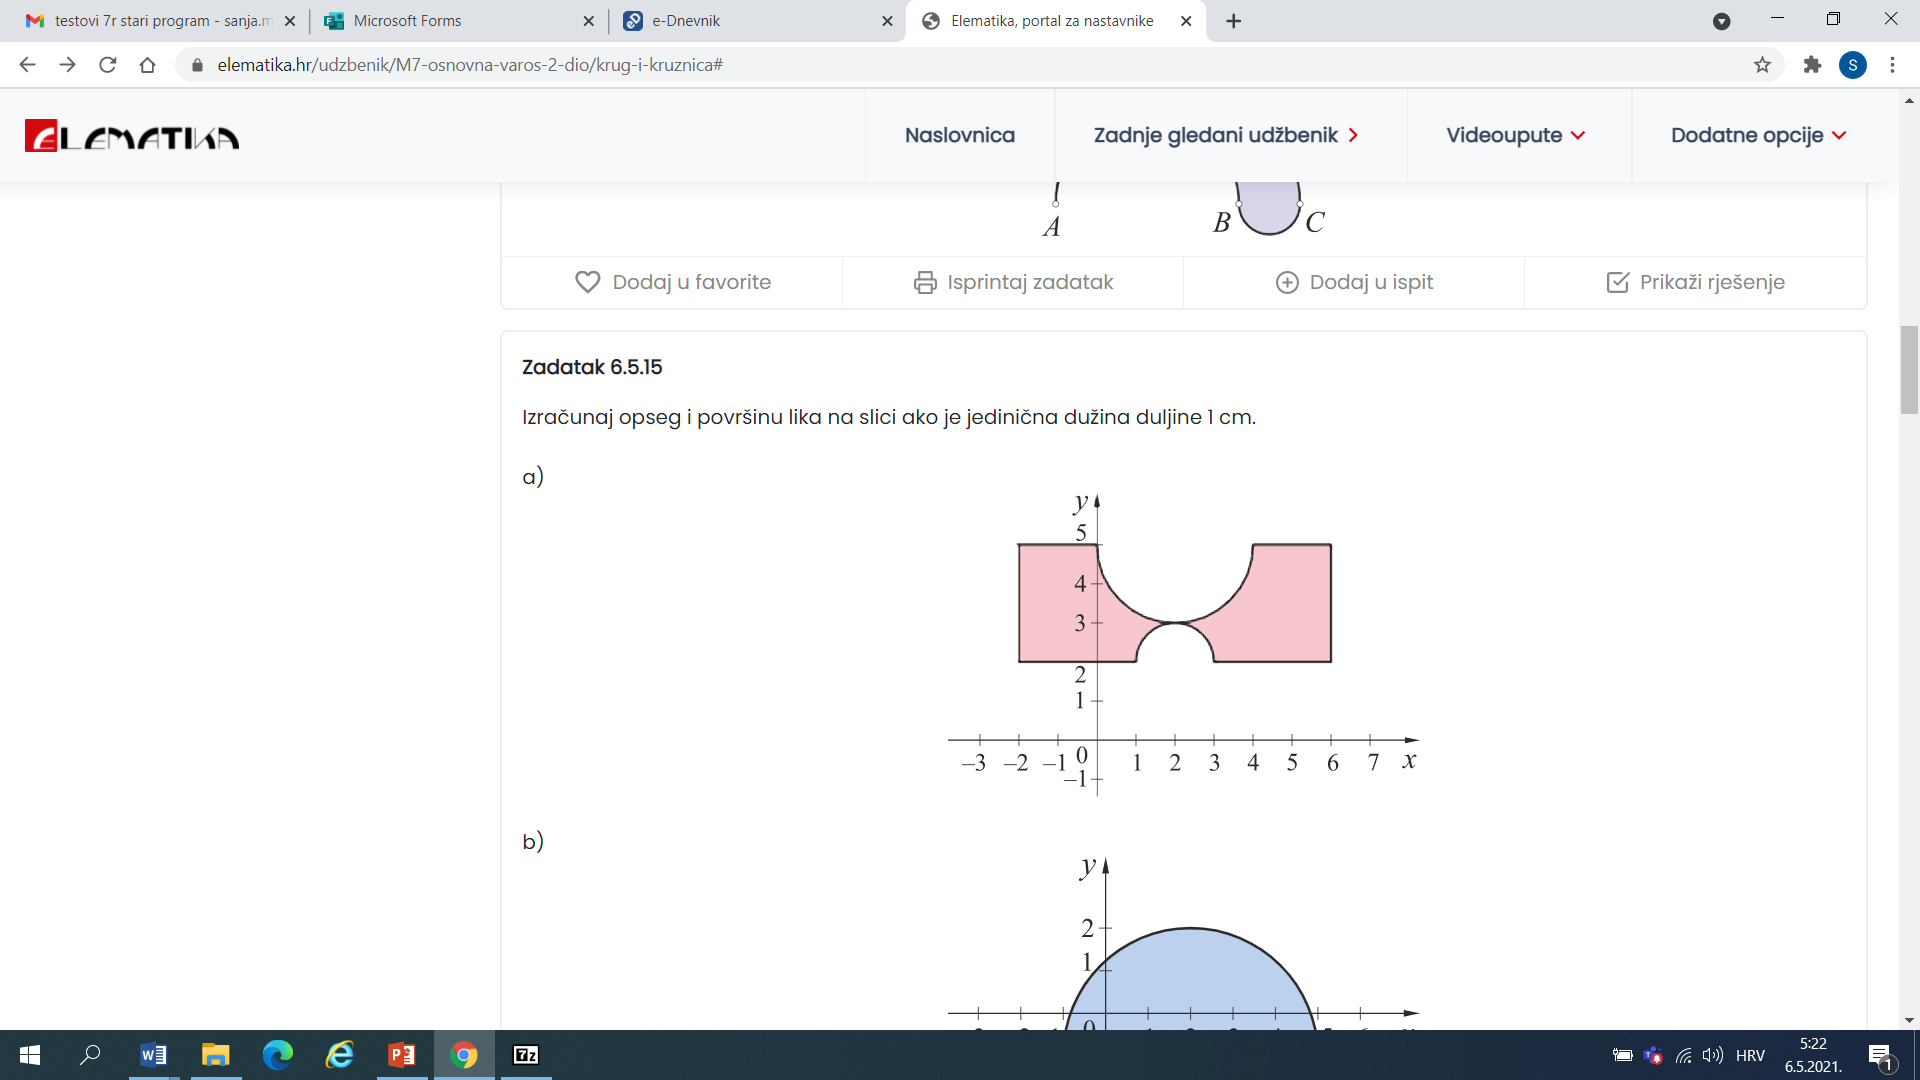 testovi 7r stari program - sanja.m
Microsoft Forms
e-Dnevnik
Elematika, portal za nastavnike
elematika.hr/udzbenik/M7-osnovna-varos-2-dio/krug-i-kruznica#
S
ELEMATIKA
Naslovnica
Zadnje gledani udžbenik
Videoupute
Dodatne opcije
A
B
C
Dodaj u favorite
Isprintaj zadatak
Dodaj u ispit
Prikaži rješenje
Zadatak 6.5.15
Izračunaj opseg i površinu lika na slici ako je jedinična dužina duljine 1 cm.
a)
y
5
4
3
2
1
–3 –2 –1 0 1 2 3 4 5 6 7 x
–1
b)
y
2
1
0
W
P
7z
HRV
5:22
6.5.2021.
1